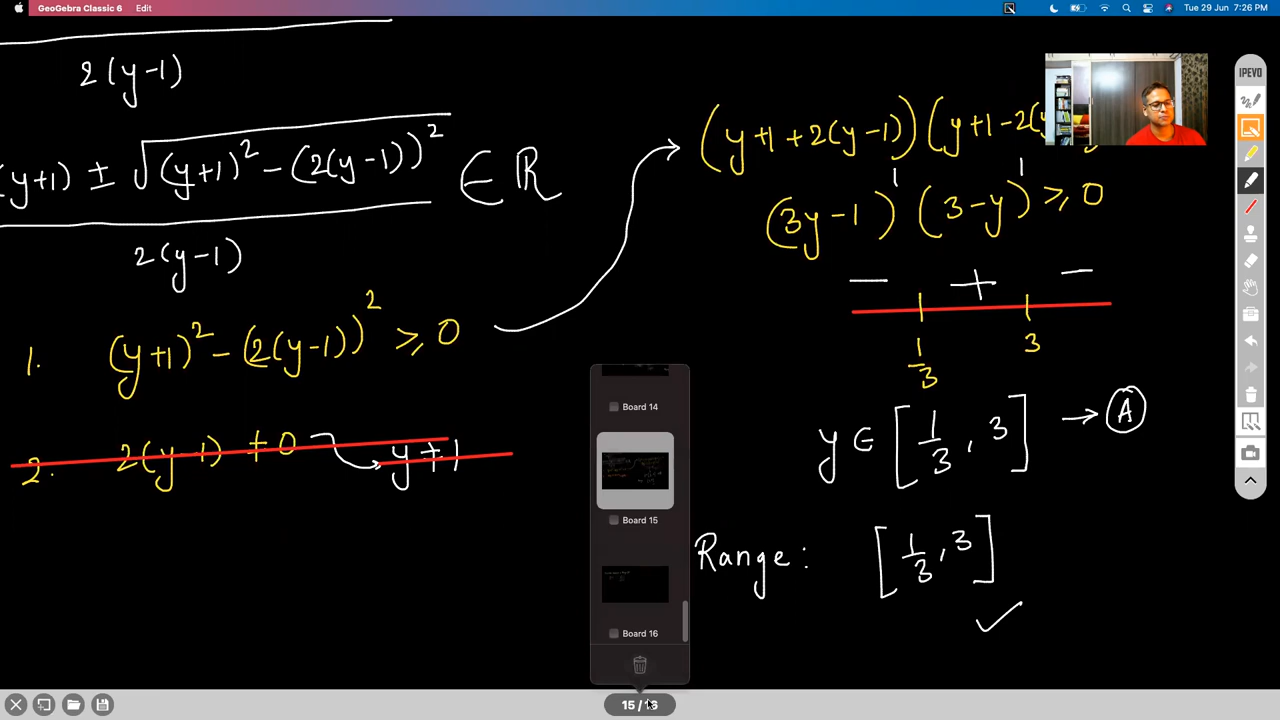 GeoGebra Classic 6 Edit Tue 29 Jun 7:26 PM
IPEVO
2(y-1)
(y+1) ± √(y+1)² - (2(y-1))² ∈ ℝ
2(y-1)
1. (y+1)² - (2(y-1))² ≥ 0
2. 2(y-1) ≠ 0 → y ≠ 1
(y+1+2(y-1)) (y+1-2(y
(3y-1)¹ (3-y)¹ ≥ 0
− + −
1/3 3
y ∈ [1/3, 3] → A
Range: [1/3, 3] ✓
Board 14
Board 15
Board 16
15 / 16